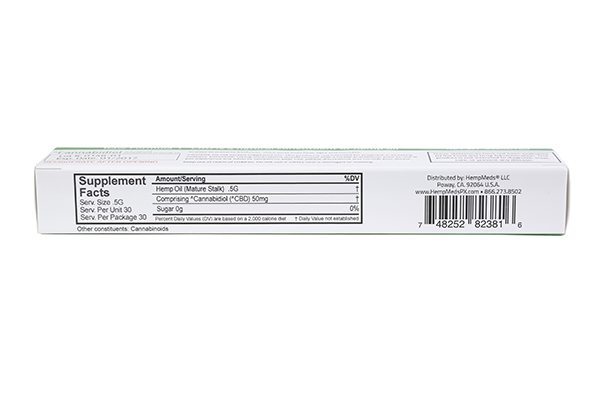 Cannabidiol
Supplement
Facts
Serv. Size .5G
Serv. Per Unit 30
Serv. Per Package 30
Amount/Serving %DV
Hemp Oil (Mature Stalk) .5G †
Comprising ^Cannabidiol (^CBD) 50mg †
Sugar 0g 0%
Percent Daily Values (DV) are based on a 2,000 calorie diet † Daily Value not established
Other constituents: Cannabinoids
Distributed by: HempMeds® LLC
Poway, CA. 92064 U.S.A.
www.HempMedsPX.com • 866.273.8502
7 48252 82381 6